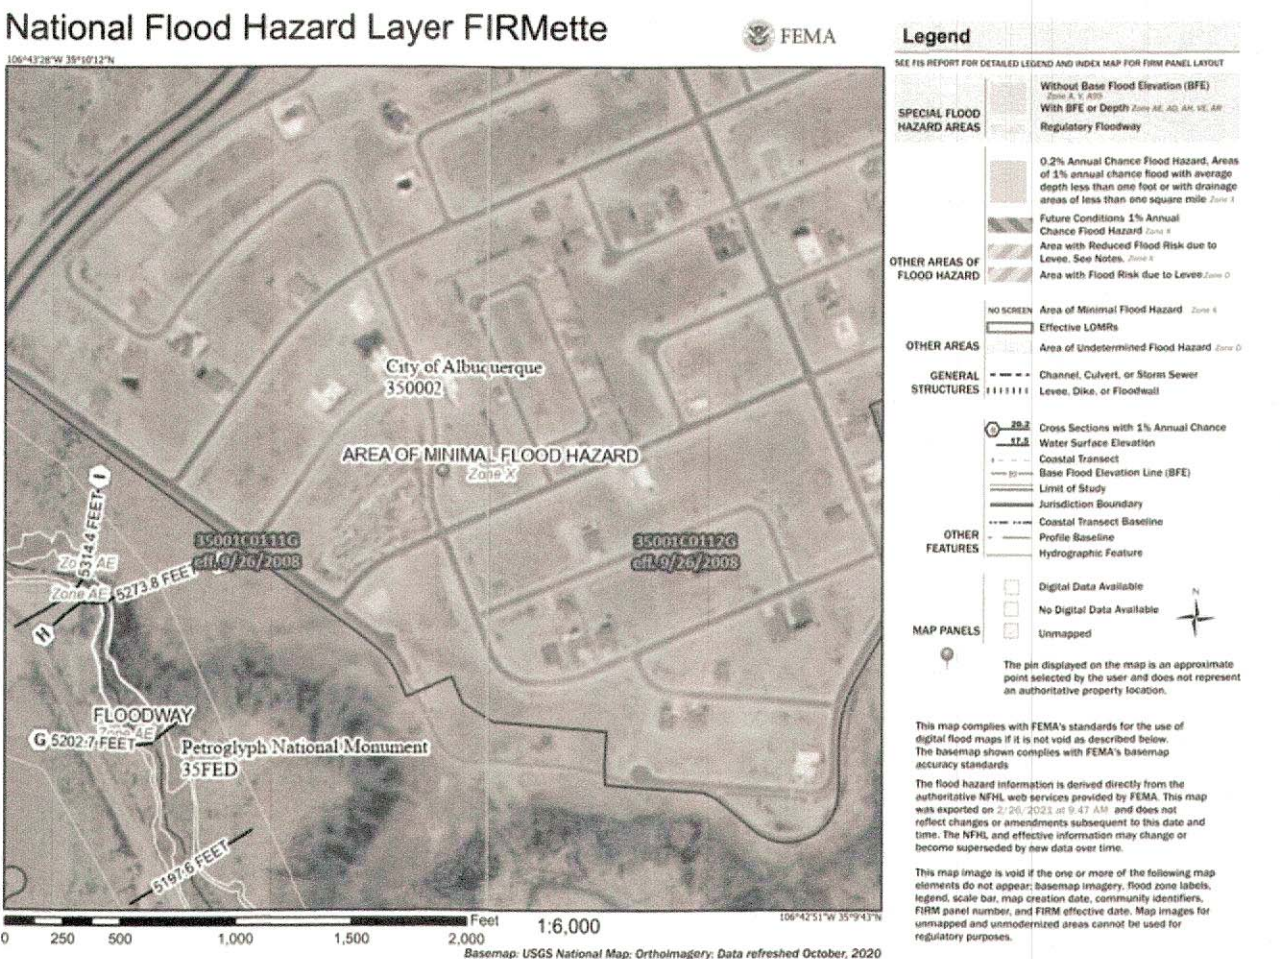 National Flood Hazard Layer FIRMette
FEMA
106°43'28"W 35°10'12"N
City of Albuquerque
350002
AREA OF MINIMAL FLOOD HAZARD
Zone X
35001C0111G
eff. 9/26/2008
35001C0112G
eff. 9/26/2008
I
5314.4 FEET
Zone AE
Zone AE
5273.8 FEET
H
FLOODWAY
Zone AE
G 5202.7 FEET
Petroglyph National Monument
35FED
5197.6 FEET
106°42'51"W 35°9'43"N
Feet
1:6,000
0
250
500
1,000
1,500
2,000
Basemap: USGS National Map: Orthoimagery: Data refreshed October, 2020
Legend
SEE FIS REPORT FOR DETAILED LEGEND AND INDEX MAP FOR FIRM PANEL LAYOUT
SPECIAL FLOOD
HAZARD AREAS
Without Base Flood Elevation (BFE)
Zone A, V, A99
With BFE or Depth Zone AE, AO, AH, VE, AR
Regulatory Floodway
OTHER AREAS OF
FLOOD HAZARD
0.2% Annual Chance Flood Hazard, Areas
of 1% annual chance flood with average
depth less than one foot or with drainage
areas of less than one square mile Zone X
Future Conditions 1% Annual
Chance Flood Hazard Zone X
Area with Reduced Flood Risk due to
Levee. See Notes. Zone X
Area with Flood Risk due to Levee Zone D
OTHER AREAS
NO SCREEN Area of Minimal Flood Hazard Zone X
Effective LOMRs
Area of Undetermined Flood Hazard Zone D
GENERAL
STRUCTURES
Channel, Culvert, or Storm Sewer
Levee, Dike, or Floodwall
OTHER
FEATURES
20.2 Cross Sections with 1% Annual Chance
17.5 Water Surface Elevation
Coastal Transect
Base Flood Elevation Line (BFE)
Limit of Study
Jurisdiction Boundary
Coastal Transect Baseline
Profile Baseline
Hydrographic Feature
MAP PANELS
Digital Data Available
No Digital Data Available
Unmapped
N
The pin displayed on the map is an approximate
point selected by the user and does not represent
an authoritative property location.
This map complies with FEMA's standards for the use of
digital flood maps if it is not void as described below.
The basemap shown complies with FEMA's basemap
accuracy standards
The flood hazard information is derived directly from the
authoritative NFHL web services provided by FEMA. This map
was exported on 2/26/2021 at 9:47 AM and does not
reflect changes or amendments subsequent to this date and
time. The NFHL and effective information may change or
become superseded by new data over time.
This map image is void if the one or more of the following map
elements do not appear: basemap imagery, flood zone labels,
legend, scale bar, map creation date, community identifiers,
FIRM panel number, and FIRM effective date. Map images for
unmapped and unmodernized areas cannot be used for
regulatory purposes.